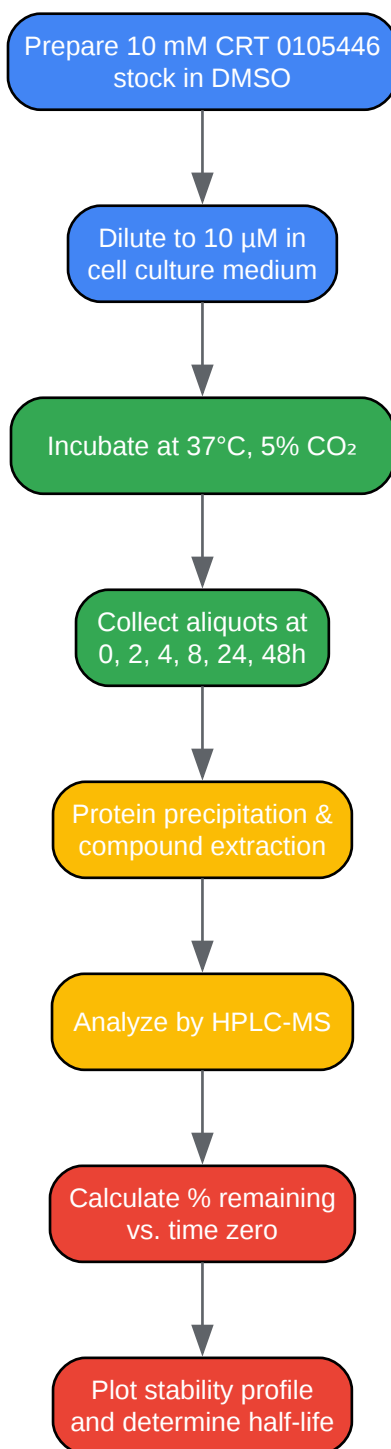 Prepare 10 mM CRT 0105446
stock in DMSO
Dilute to 10 µM in
cell culture medium
Incubate at 37°C, 5% CO₂
Collect aliquots at
0, 2, 4, 8, 24, 48h
Protein precipitation &
compound extraction
Analyze by HPLC-MS
Calculate % remaining
vs. time zero
Plot stability profile
and determine half-life